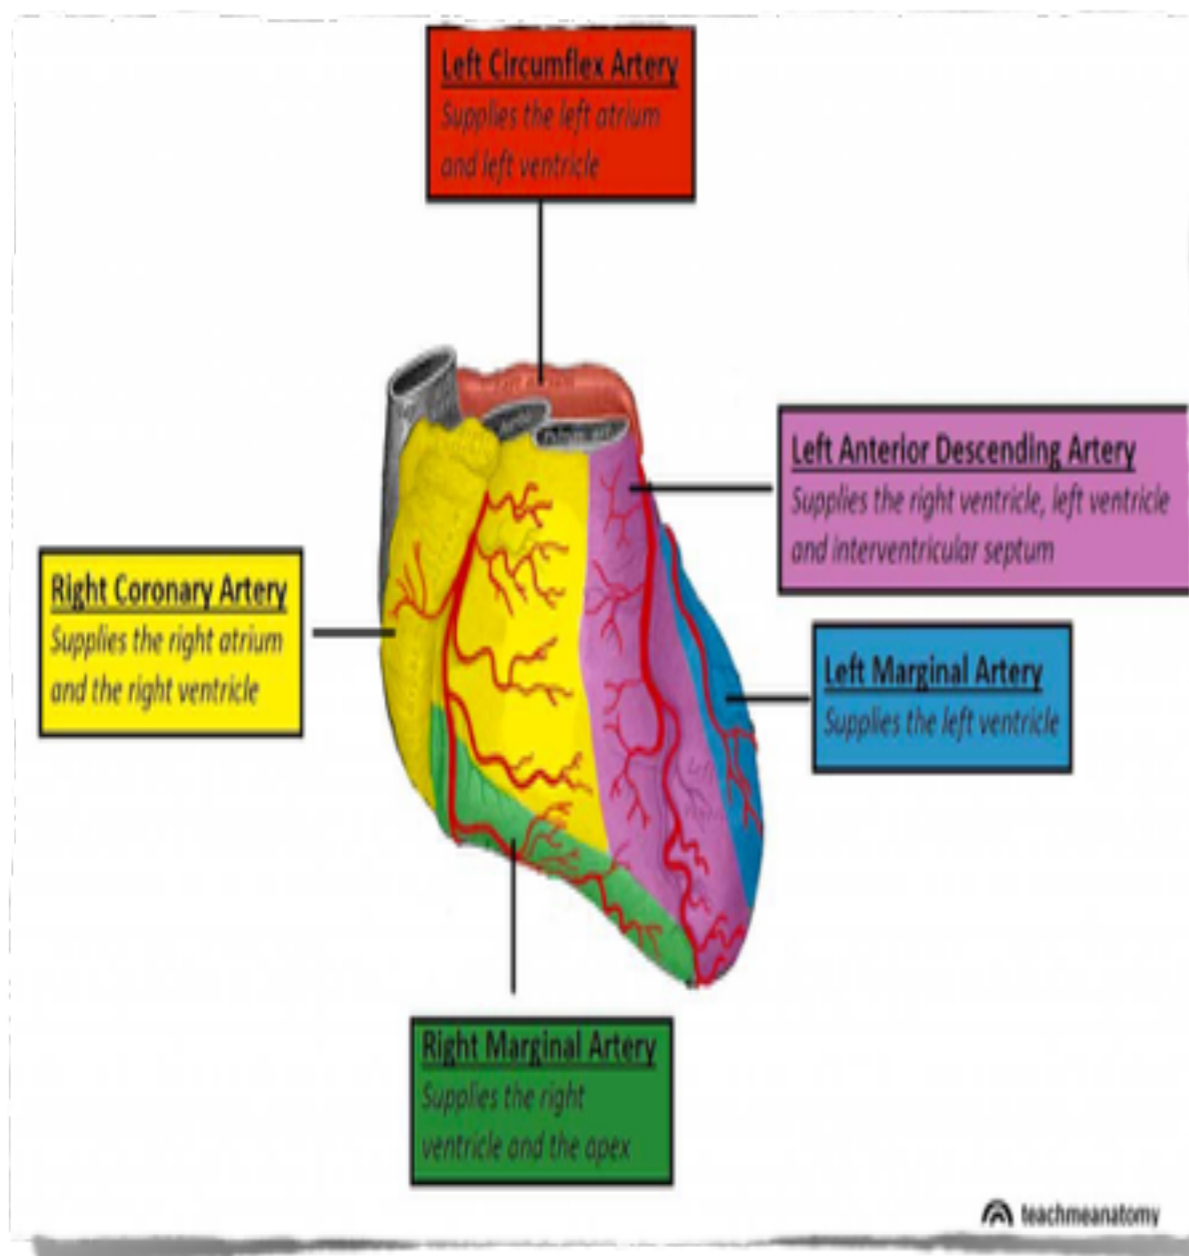 Left Circumflex Artery
Supplies the left atrium
and left ventricle
Left Anterior Descending Artery
Supplies the right ventricle, left ventricle
and interventricular septum
Right Coronary Artery
Supplies the right atrium
and the right ventricle
Left Marginal Artery
Supplies the left ventricle
Right Marginal Artery
Supplies the right
ventricle and the apex
teachmeanatomy